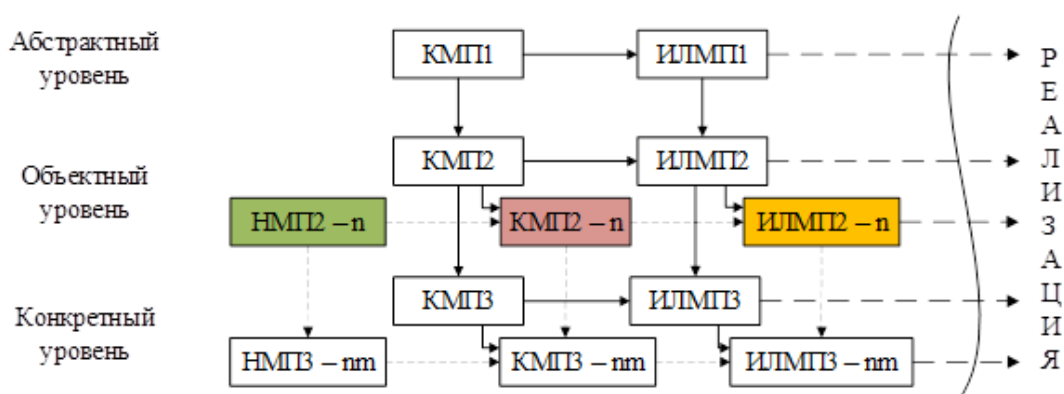 Абстрактный
уровень
КМП1
ИЛМП1
Объектный
уровень
КМП2
ИЛМП2
НМП2 – n
КМП2 – n
ИЛМП2 – n
Конкретный
уровень
КМП3
ИЛМП3
НМП3 – nm
КМП3 – nm
ИЛМП3 – nm
Р
Е
А
Л
И
З
А
Ц
И
Я